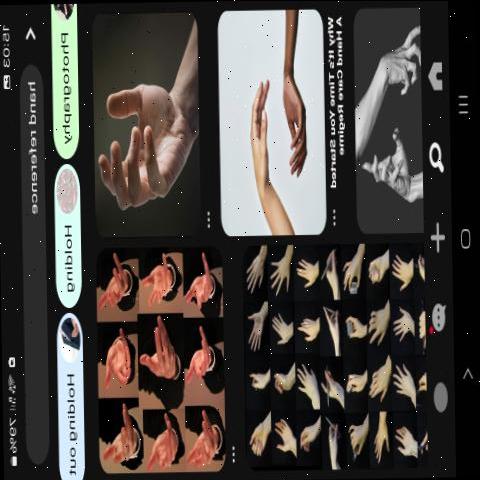 15:03
79%
hand reference
Photography
Holding
Holding out
Why It's Time You Started
A Hand Care Regime